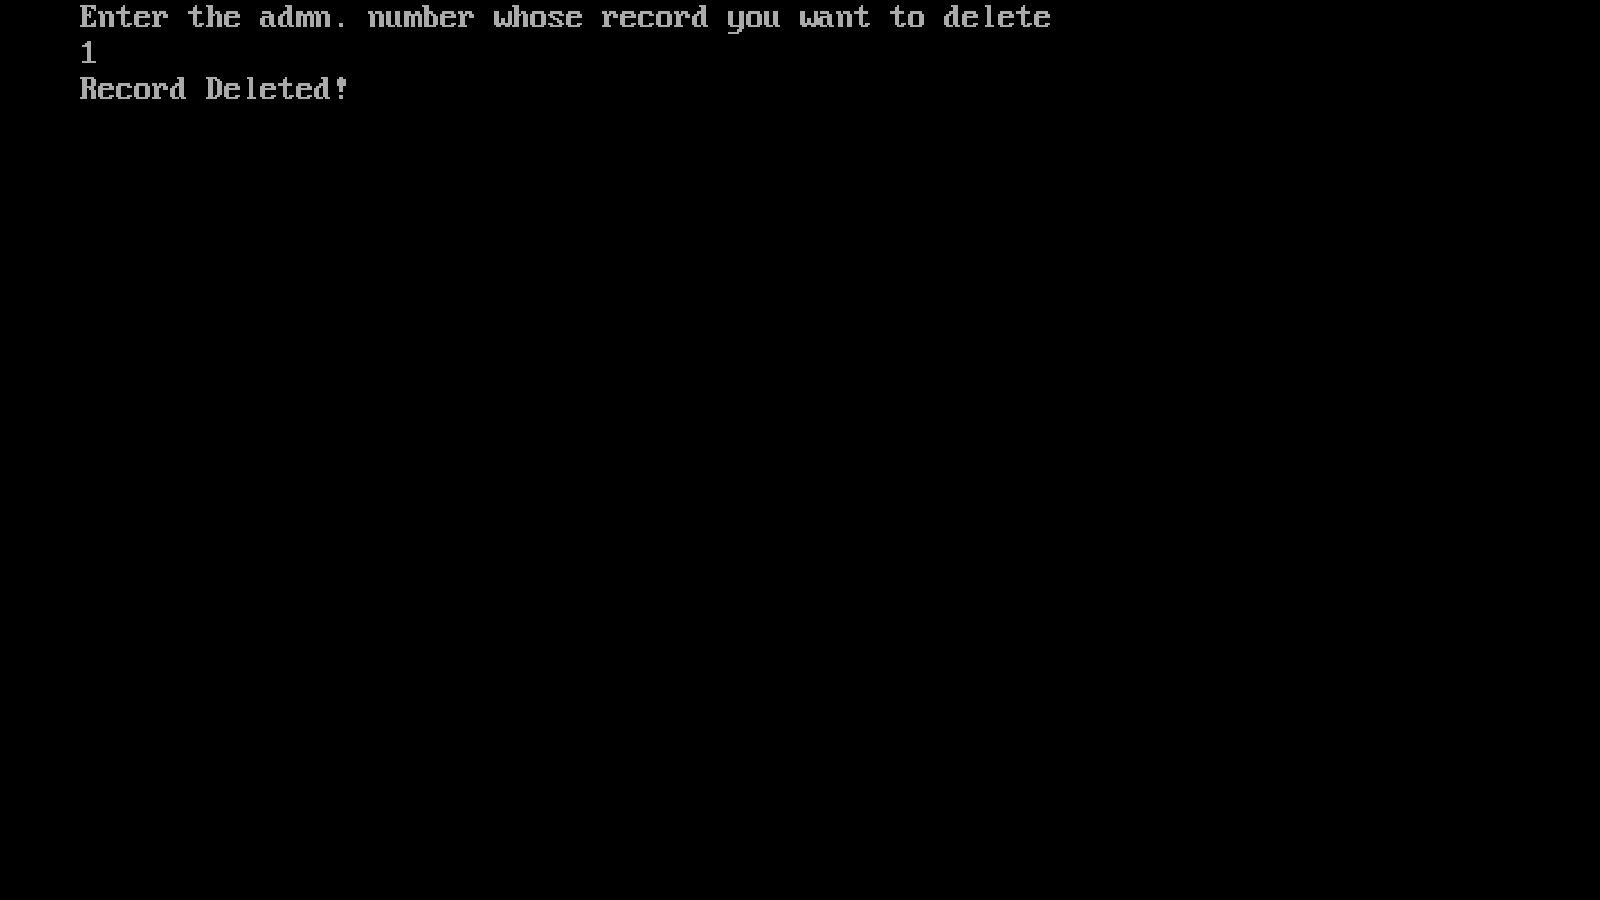 Enter the admn. number whose record you want to delete
1
Record Deleted!